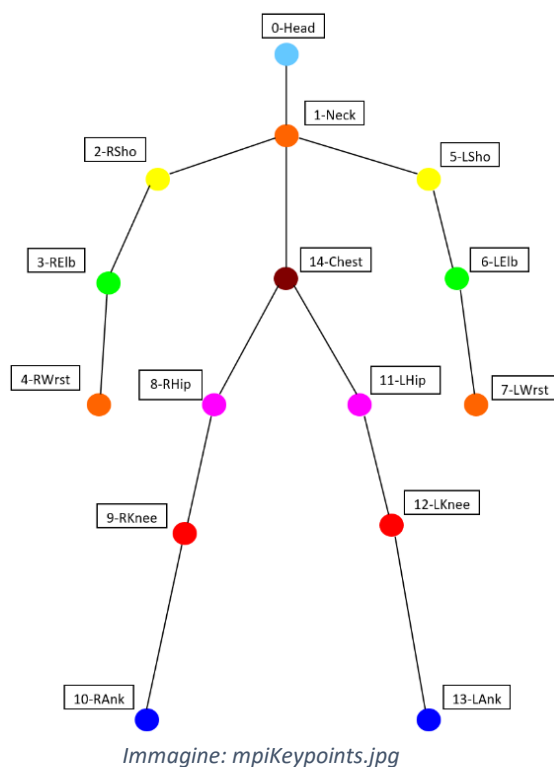 0-Head
1-Neck
2-RSho
5-LSho
3-RElb
14-Chest
6-LElb
4-RWrst
8-RHip
11-LHip
7-LWrst
9-RKnee
12-LKnee
10-RAnk
13-LAnk
Immagine: mpiKeypoints.jpg